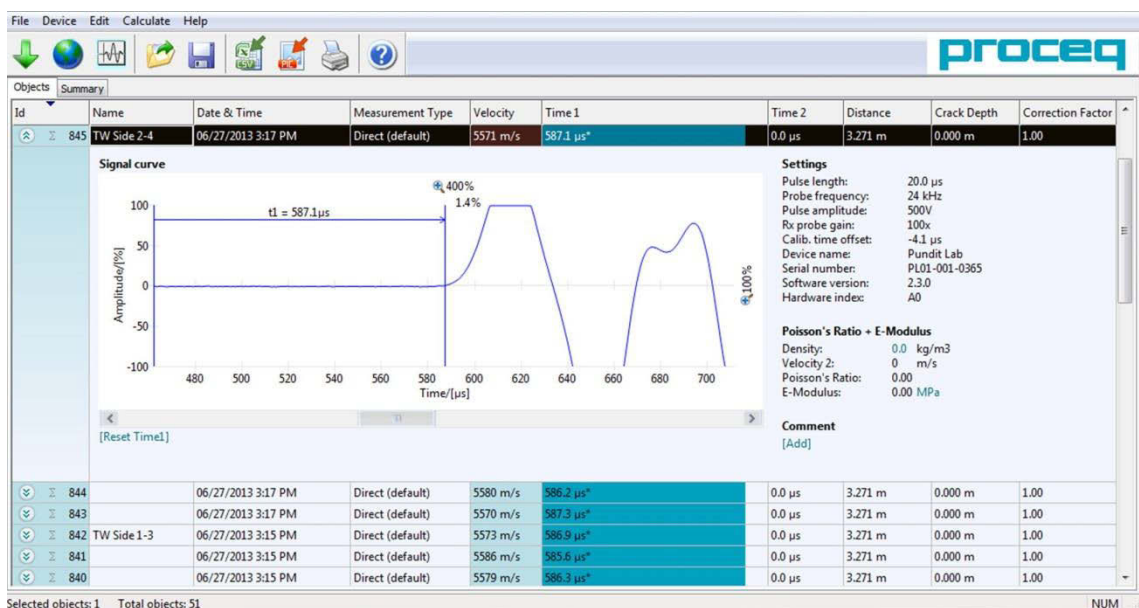 File Device Edit Calculate Help
CSV PLC proceq
Objects Summary
Id Name Date & Time Measurement Type Velocity Time 1 Time 2 Distance Crack Depth Correction Factor
Σ 845 TW Side 2-4 06/27/2013 3:17 PM Direct (default) 5571 m/s 587.1 µs* 0.0 µs 3.271 m 0.000 m 1.00
Signal curve
400%
1.4%
t1 = 587.1µs
100
50
0
-50
-100
Amplitude/[%]
100%
480 500 520 540 560 580 600 620 640 660 680 700
Time/[µs]
[Reset Time1]
Settings
Pulse length: 20.0 µs
Probe frequency: 24 kHz
Pulse amplitude: 500V
Rx probe gain: 100x
Calib. time offset: -4.1 µs
Device name: Pundit Lab
Serial number: PL01-001-0365
Software version: 2.3.0
Hardware index: A0
Poisson's Ratio + E-Modulus
Density: 0.0 kg/m3
Velocity 2: 0 m/s
Poisson's Ratio: 0.00
E-Modulus: 0.00 MPa
Comment
[Add]
Σ 844 06/27/2013 3:17 PM Direct (default) 5580 m/s 586.2 µs* 0.0 µs 3.271 m 0.000 m 1.00
Σ 843 06/27/2013 3:17 PM Direct (default) 5570 m/s 587.3 µs* 0.0 µs 3.271 m 0.000 m 1.00
Σ 842 TW Side 1-3 06/27/2013 3:15 PM Direct (default) 5573 m/s 586.9 µs* 0.0 µs 3.271 m 0.000 m 1.00
Σ 841 06/27/2013 3:15 PM Direct (default) 5586 m/s 585.6 µs* 0.0 µs 3.271 m 0.000 m 1.00
Σ 840 06/27/2013 3:15 PM Direct (default) 5579 m/s 586.3 µs* 0.0 µs 3.271 m 0.000 m 1.00
Selected objects: 1 Total objects: 51 NUM